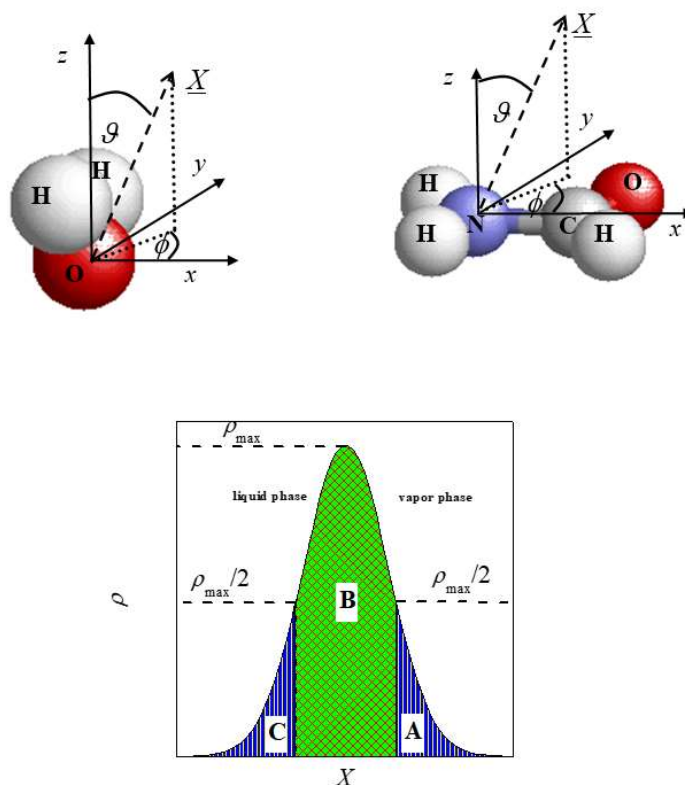 z
X
ϑ
y
H
H
O
ϕ
x
X
z
ϑ
y
H
O
N
ϕ
C
H
H
x
ρmax
liquid phase
vapor phase
ρmax/2
ρmax/2
B
ρ
C
A
X